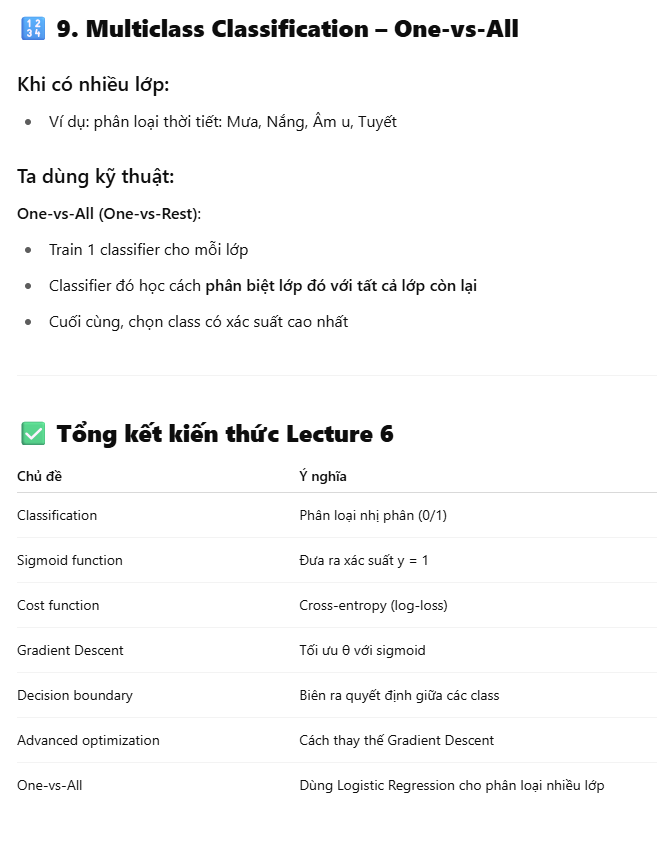 🔢 9. Multiclass Classification – One-vs-All
Khi có nhiều lớp:
• Ví dụ: phân loại thời tiết: Mưa, Nắng, Âm u, Tuyết
Ta dùng kỹ thuật:
One-vs-All (One-vs-Rest):
• Train 1 classifier cho mỗi lớp
• Classifier đó học cách phân biệt lớp đó với tất cả lớp còn lại
• Cuối cùng, chọn class có xác suất cao nhất
✅ Tổng kết kiến thức Lecture 6
Chủ đề Ý nghĩa
Classification Phân loại nhị phân (0/1)
Sigmoid function Đưa ra xác suất y = 1
Cost function Cross-entropy (log-loss)
Gradient Descent Tối ưu θ với sigmoid
Decision boundary Biên ra quyết định giữa các class
Advanced optimization Cách thay thế Gradient Descent
One-vs-All Dùng Logistic Regression cho phân loại nhiều lớp